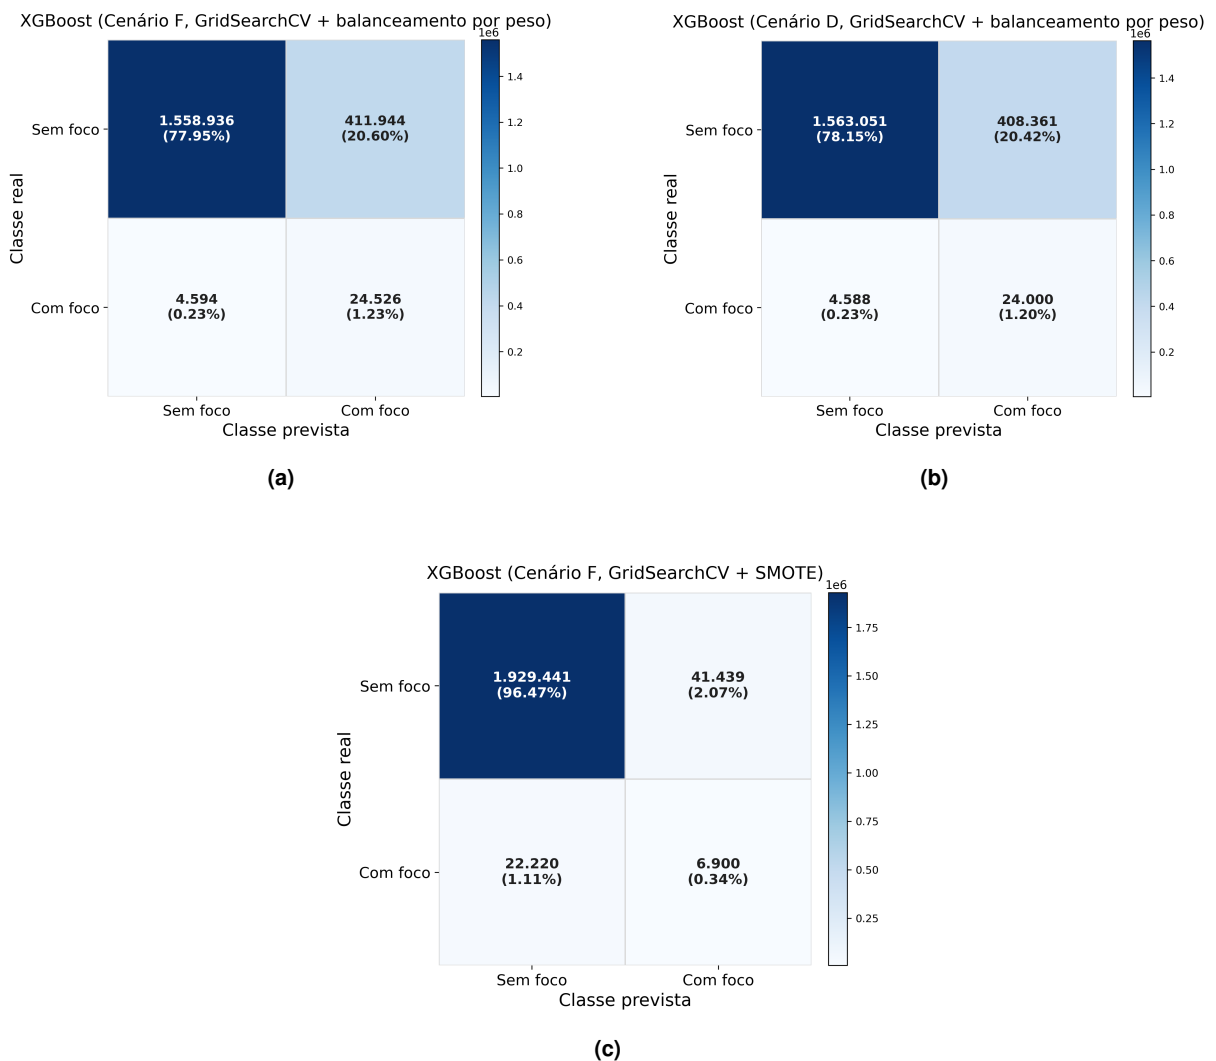 XGBoost (Cenário F, GridSearchCV + balanceamento por peso)
1e6
Classe real
Sem foco
1.558.936
(77.95%)
411.944
(20.60%)
Com foco
4.594
(0.23%)
24.526
(1.23%)
1.4
1.2
1.0
0.8
0.6
0.4
0.2
Sem foco
Com foco
Classe prevista
(a)
XGBoost (Cenário D, GridSearchCV + balanceamento por peso)
1e6
Classe real
Sem foco
1.563.051
(78.15%)
408.361
(20.42%)
Com foco
4.588
(0.23%)
24.000
(1.20%)
1.4
1.2
1.0
0.8
0.6
0.4
0.2
Sem foco
Com foco
Classe prevista
(b)
XGBoost (Cenário F, GridSearchCV + SMOTE)
1e6
Classe real
Sem foco
1.929.441
(96.47%)
41.439
(2.07%)
Com foco
22.220
(1.11%)
6.900
(0.34%)
1.75
1.50
1.25
1.00
0.75
0.50
0.25
Sem foco
Com foco
Classe prevista
(c)